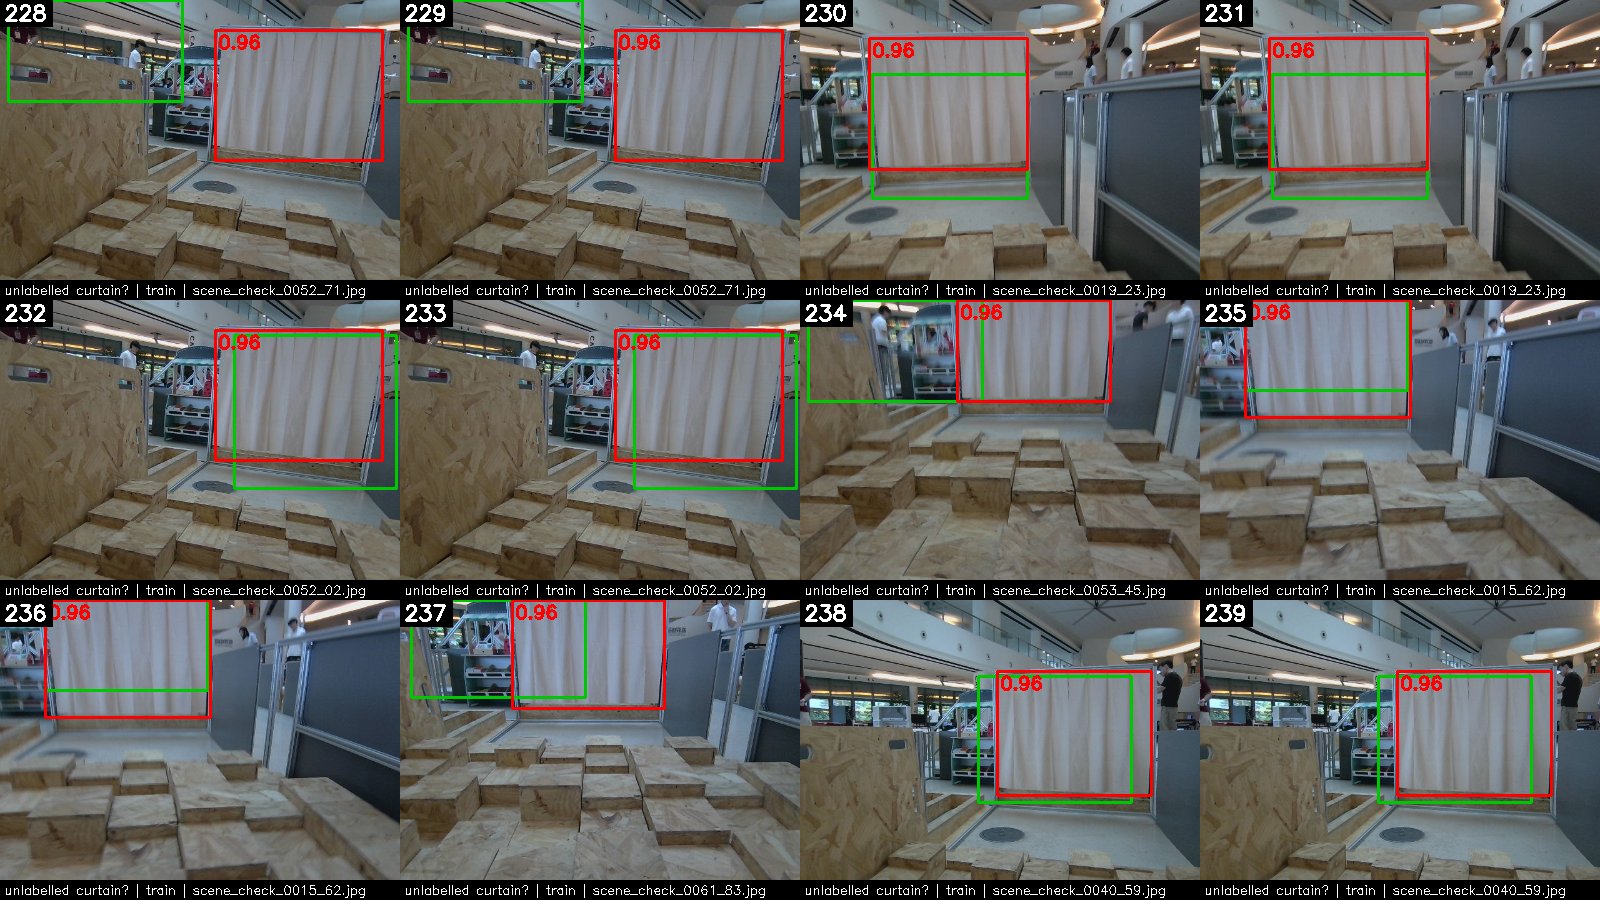 228
0.96
unlabelled curtain? | train | scene_check_0052_71.jpg
229
0.96
unlabelled curtain? | train | scene_check_0052_71.jpg
230
0.96
unlabelled curtain? | train | scene_check_0019_23.jpg
231
0.96
unlabelled curtain? | train | scene_check_0019_23.jpg
232
0.96
unlabelled curtain? | train | scene_check_0052_02.jpg
233
0.96
unlabelled curtain? | train | scene_check_0052_02.jpg
234
0.96
unlabelled curtain? | train | scene_check_0053_45.jpg
235
0.96
unlabelled curtain? | train | scene_check_0015_62.jpg
236
0.96
unlabelled curtain? | train | scene_check_0015_62.jpg
237
0.96
unlabelled curtain? | train | scene_check_0061_83.jpg
238
0.96
unlabelled curtain? | train | scene_check_0040_59.jpg
239
0.96
unlabelled curtain? | train | scene_check_0040_59.jpg